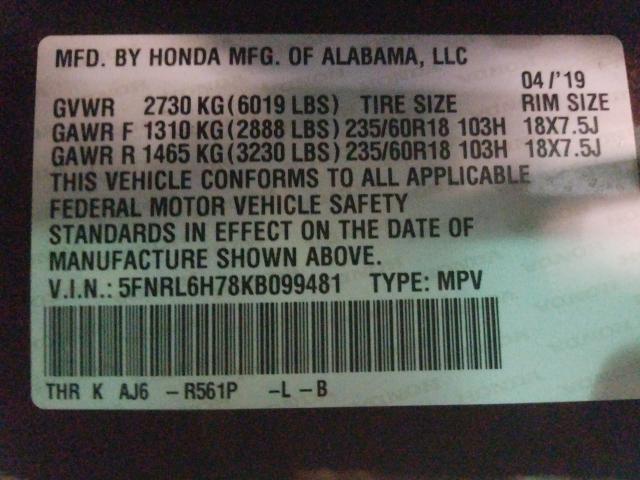 MFD. BY HONDA MFG. OF ALABAMA, LLC
04/'19
GVWR 2730 KG (6019 LBS) TIRE SIZE RIM SIZE
GAWR F 1310 KG (2888 LBS) 235/60R18 103H 18X7.5J
GAWR R 1465 KG (3230 LBS) 235/60R18 103H 18X7.5J
THIS VEHICLE CONFORMS TO ALL APPLICABLE
FEDERAL MOTOR VEHICLE SAFETY
STANDARDS IN EFFECT ON THE DATE OF
MANUFACTURE SHOWN ABOVE.
V.I.N.: 5FNRL6H78KB099481 TYPE: MPV
THR K AJ6 – R561P – L – B